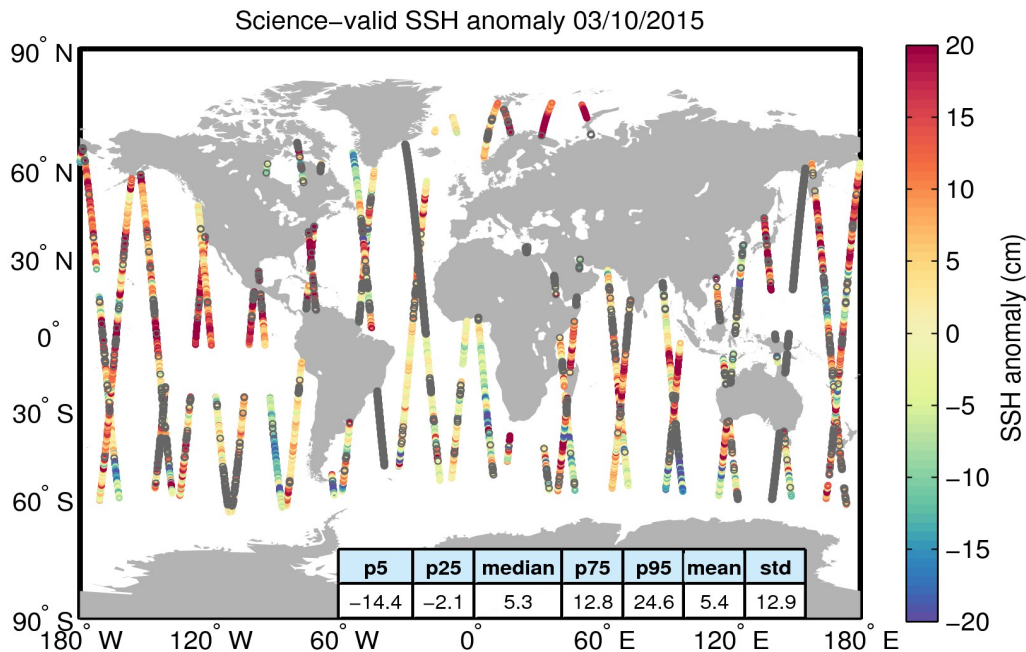 Science−valid SSH anomaly 03/10/2015
90° N
60° N
30° N
0°
30° S
60° S
90° S
180° W
120° W
60° W
0°
60° E
120° E
180° E
p5 p25 median p75 p95 mean std
−14.4 −2.1 5.3 12.8 24.6 5.4 12.9
20
15
10
5
0
−5
−10
−15
−20
SSH anomaly (cm)